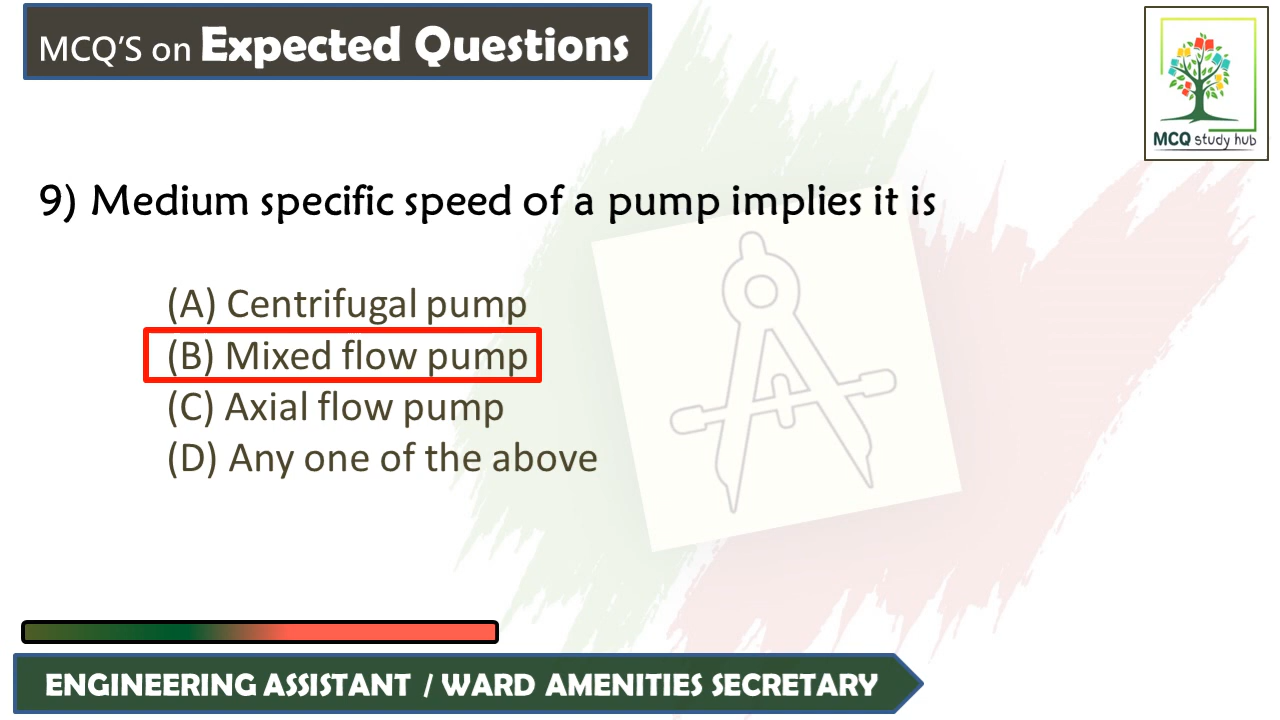 MCQ'S on Expected Questions
MCQ study hub
9) Medium specific speed of a pump implies it is
(A) Centrifugal pump
(B) Mixed flow pump
(C) Axial flow pump
(D) Any one of the above
ENGINEERING ASSISTANT / WARD AMENITIES SECRETARY